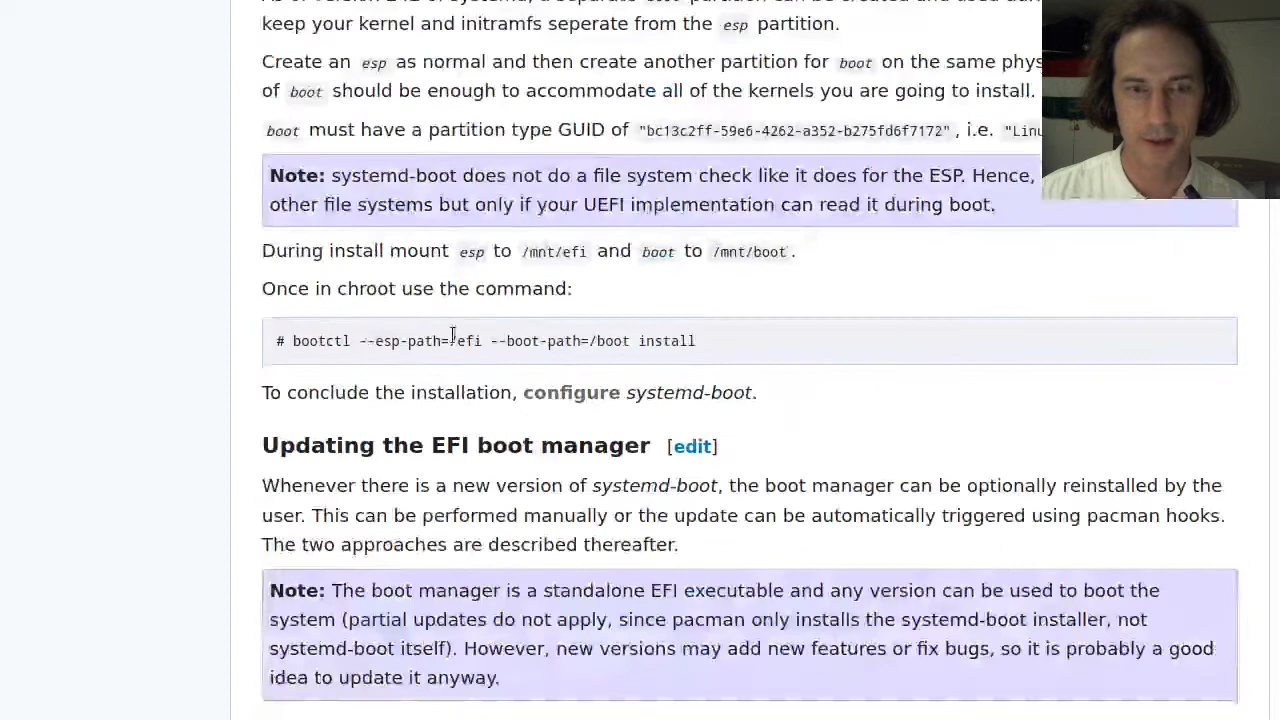 keep your kernel and initramfs seperate from the esp partition.
Create an esp as normal and then create another partition for boot on the same phys
of boot should be enough to accommodate all of the kernels you are going to install.
boot must have a partition type GUID of "bc13c2ff-59e6-4262-a352-b275fd6f7172", i.e. "Linu
Note: systemd-boot does not do a file system check like it does for the ESP. Hence,
other file systems but only if your UEFI implementation can read it during boot.
During install mount esp to /mnt/efi and boot to /mnt/boot.
Once in chroot use the command:
# bootctl --esp-path=/efi --boot-path=/boot install
To conclude the installation, configure systemd-boot.
Updating the EFI boot manager [edit]
Whenever there is a new version of systemd-boot, the boot manager can be optionally reinstalled by the
user. This can be performed manually or the update can be automatically triggered using pacman hooks.
The two approaches are described thereafter.
Note: The boot manager is a standalone EFI executable and any version can be used to boot the
system (partial updates do not apply, since pacman only installs the systemd-boot installer, not
systemd-boot itself). However, new versions may add new features or fix bugs, so it is probably a good
idea to update it anyway.